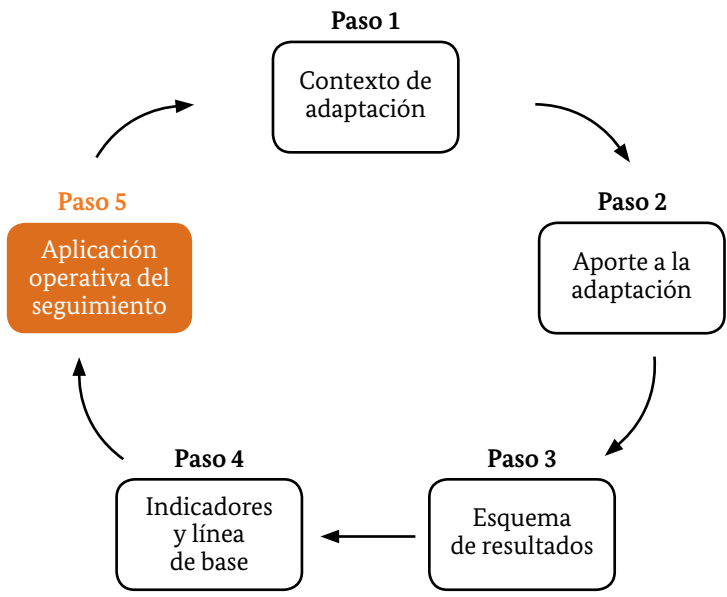 Paso 1
Contexto de
adaptación
Paso 2
Aporte a la
adaptación
Paso 3
Esquema
de resultados
Paso 4
Indicadores
y línea
de base
Paso 5
Aplicación
operativa del
seguimiento